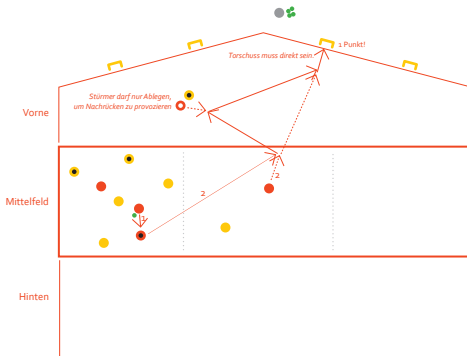 1 Punkt!
Torschuss muss direkt sein
Stürmer darf nur Ablegen,
um Nachrücken zu provozieren
Vorne
Mittelfeld
2
2
1
Hinten